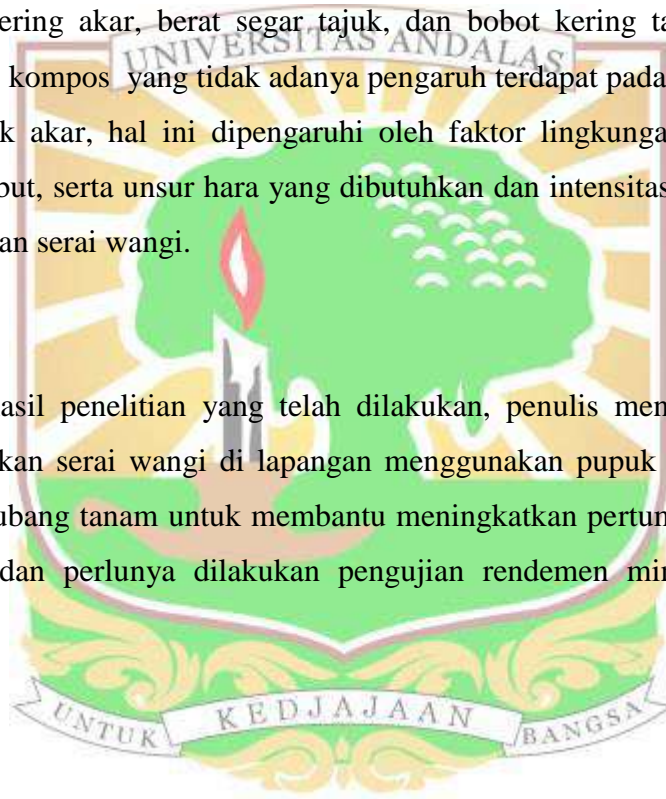 ering akar, berat segar tajuk, dan bobot kering ta
UNIVERSITAS ANDALAS
kompos yang tidak adanya pengaruh terdapat pada
k akar, hal ini dipengaruhi oleh faktor lingkunga
but, serta unsur hara yang dibutuhkan dan intensitas
an serai wangi.
asil penelitian yang telah dilakukan, penulis men
kan serai wangi di lapangan menggunakan pupuk
ubang tanam untuk membantu meningkatkan pertun
dan perlunya dilakukan pengujian rendemen min
UNTUK KEDJAJAAN BANGSA